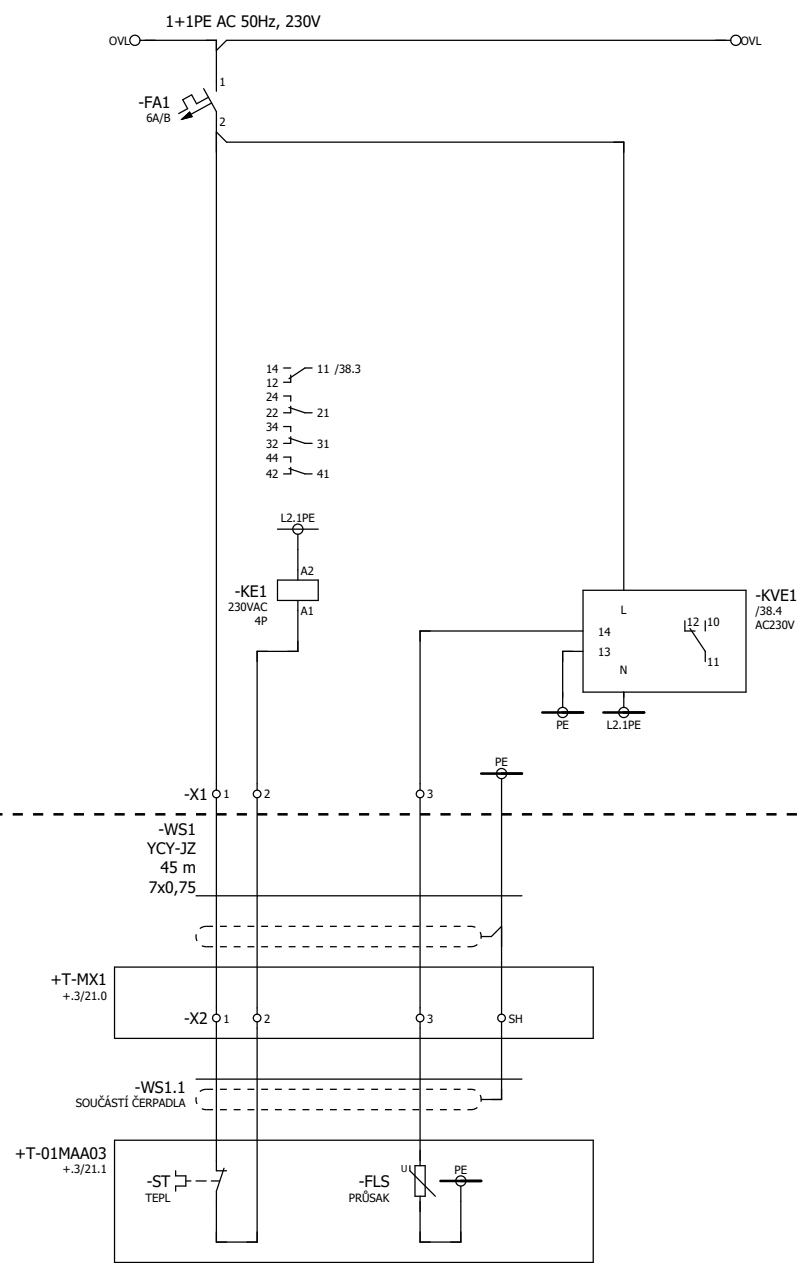 1+1PE AC 50Hz, 230V
OVL
OVL
1
-FA1
6A/B
2
14 11 /38.3
12
24
22 21
34
32 31
44
42 41
L2.1PE
A2
-KE1
230VAC
4P
A1
-KVE1
/38.4
AC230V
L
14
13
N
12 10
11
PE
L2.1PE
PE
-X1 1 2 3
-WS1
YCY-JZ
45 m
7x0,75
+T-MX1
+.3/21.0
-X2 1 2 3 SH
-WS1.1
SOUČÁSTÍ ČERPADLA
+T-01MAA03
+.3/21.1
-ST
TEPL
U
-FLS
PRŮSAK
PE